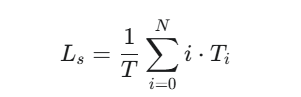 L_s = \frac{1}{T} \sum_{i=0}^{N} i \cdot T_i